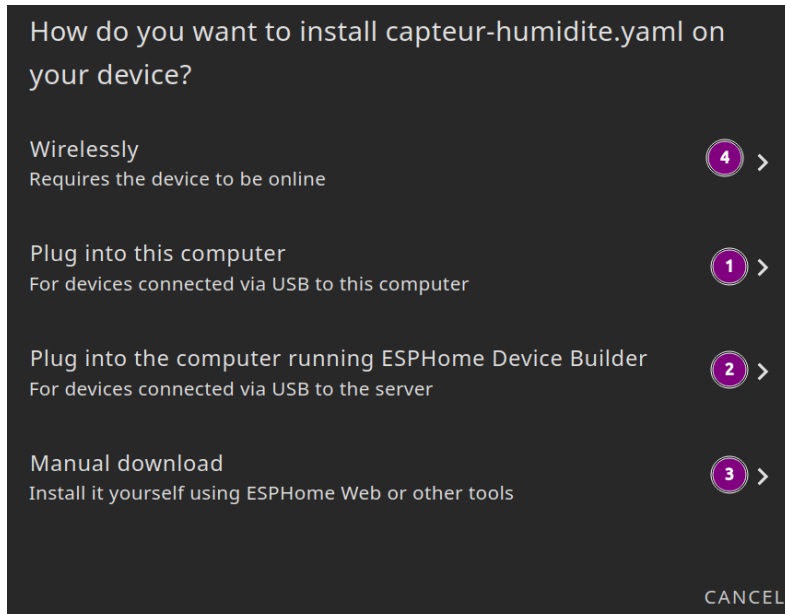 How do you want to install capteur-humidite.yaml on
your device?
Wirelessly
4
Requires the device to be online
Plug into this computer
1
For devices connected via USB to this computer
Plug into the computer running ESPHome Device Builder
2
For devices connected via USB to the server
Manual download
3
Install it yourself using ESPHome Web or other tools
CANCEL